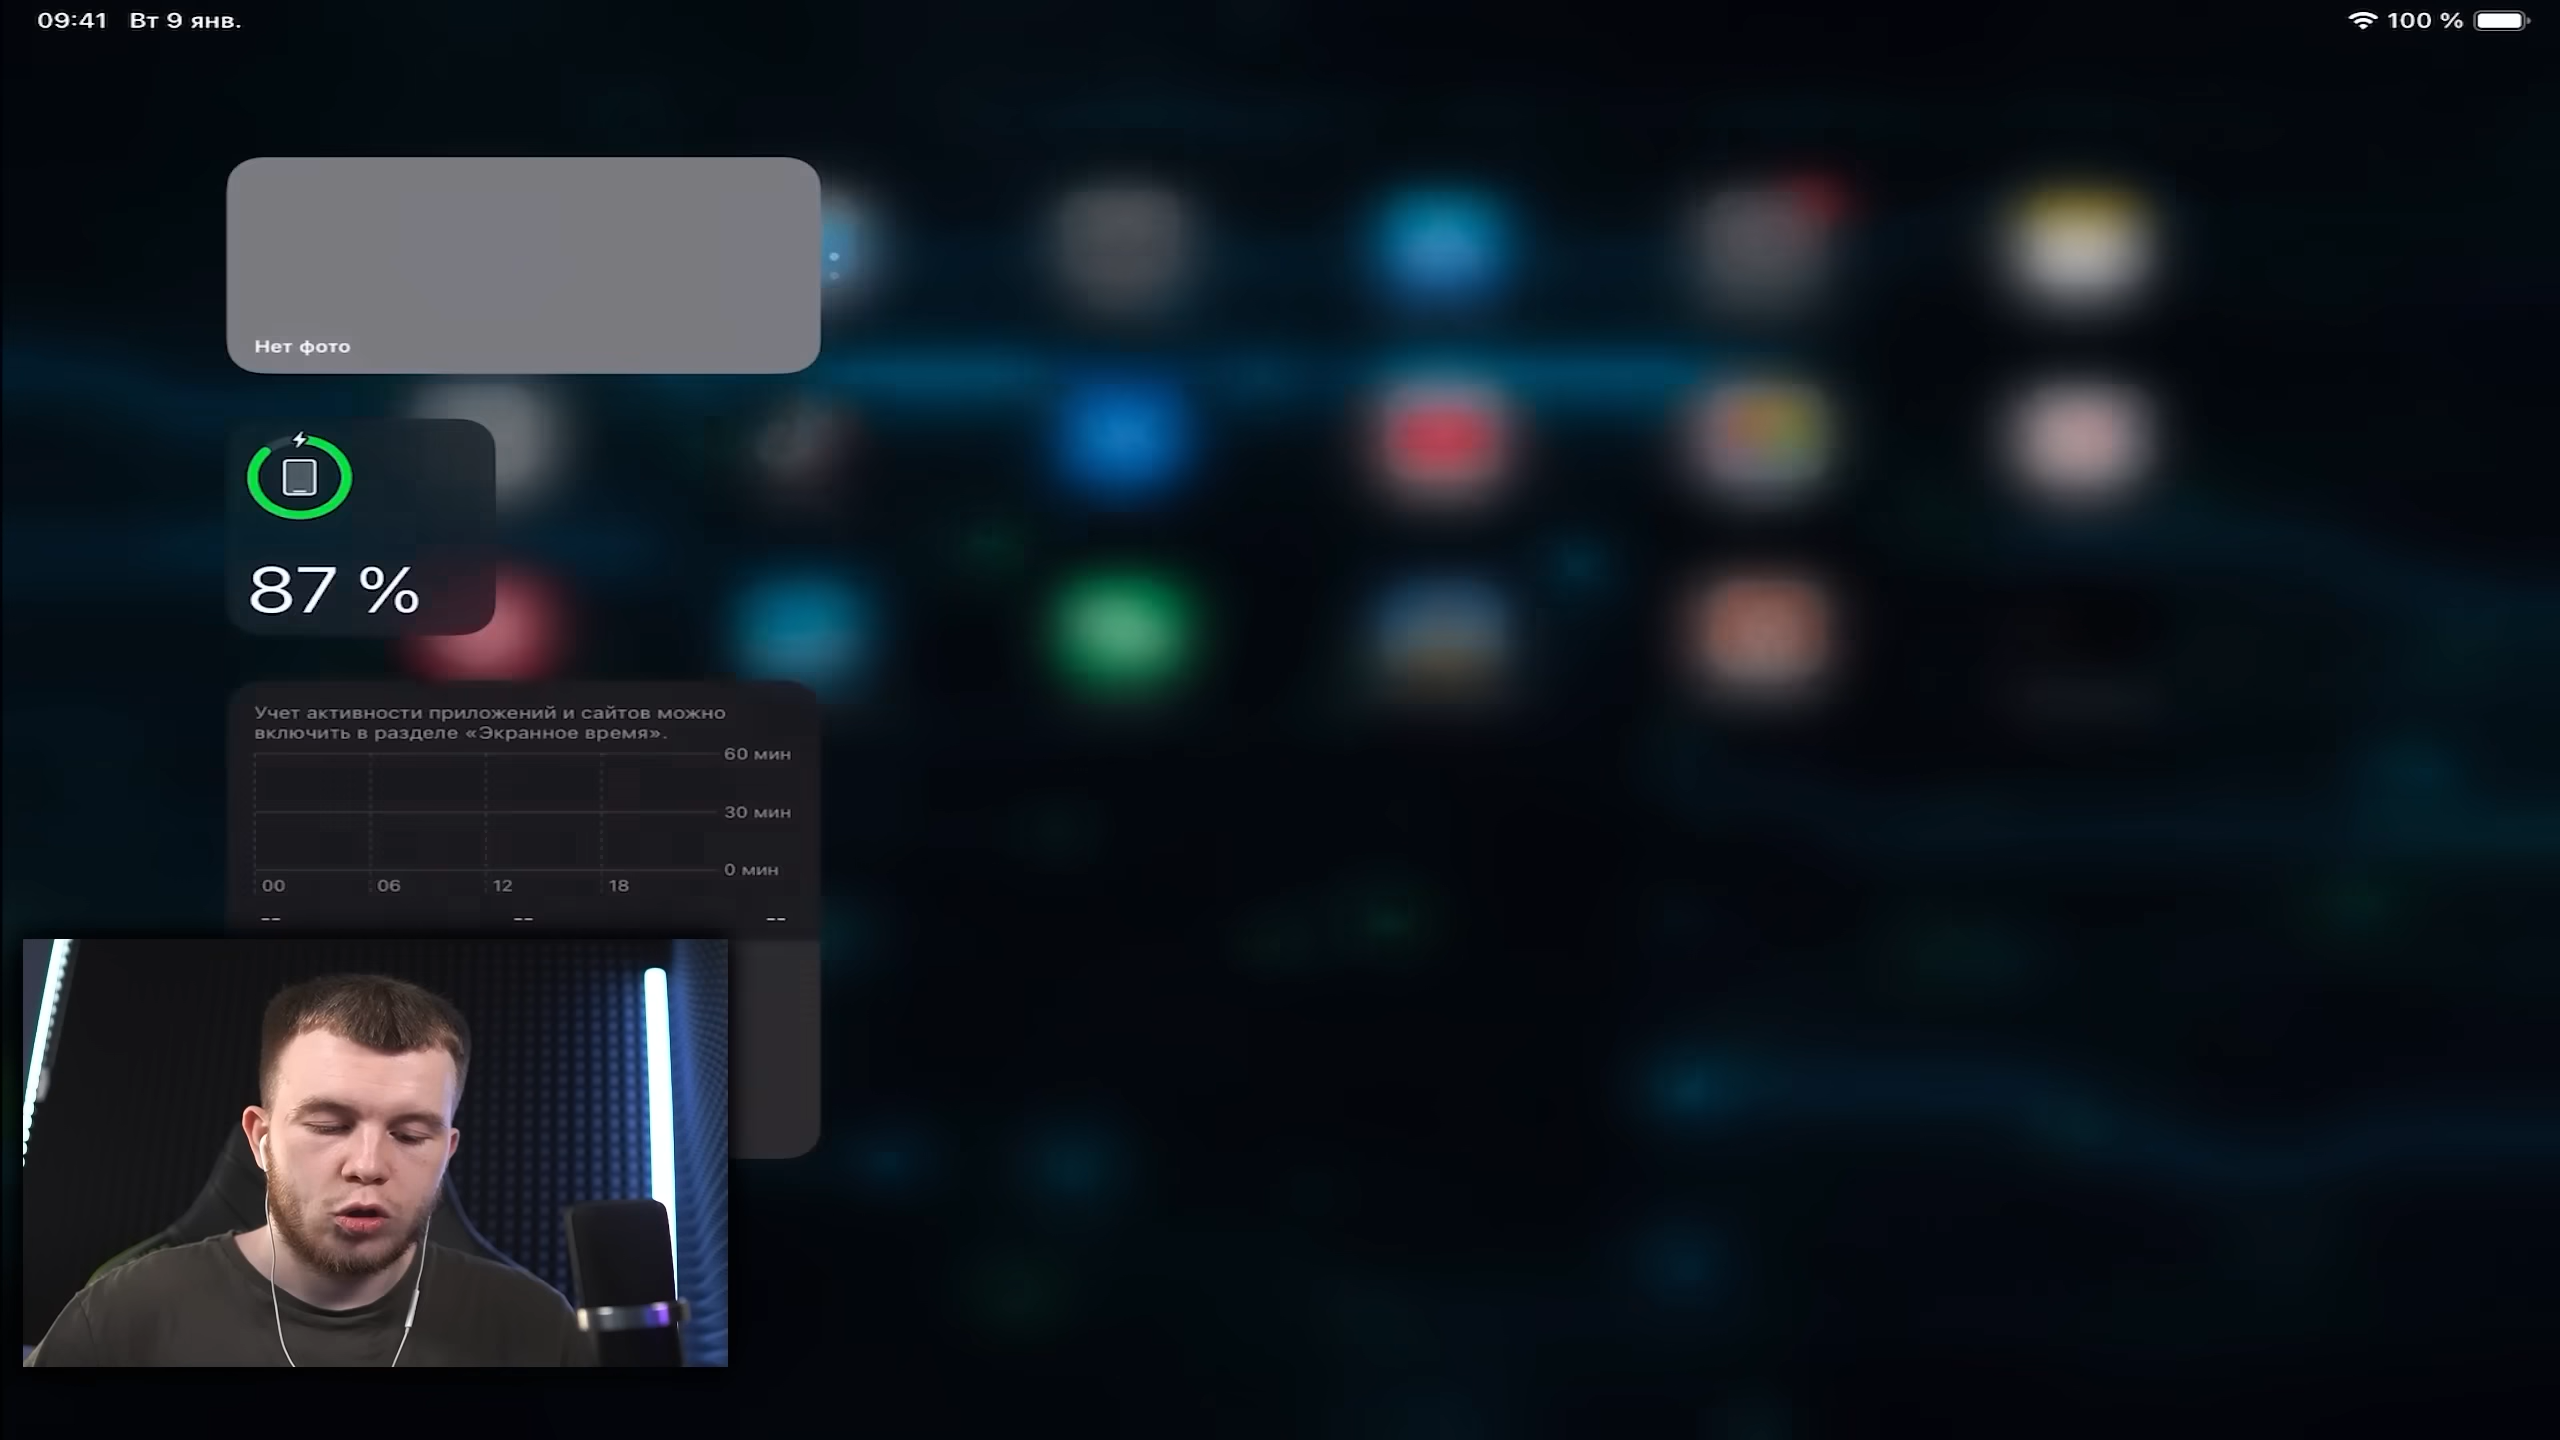 09:41 Вт 9 янв.
100 %
Нет фото
87 %
Учет активности приложений и сайтов можно
включить в разделе «Экранное время».
60 мин
30 мин
0 мин
00 06 12 18
-- -- --